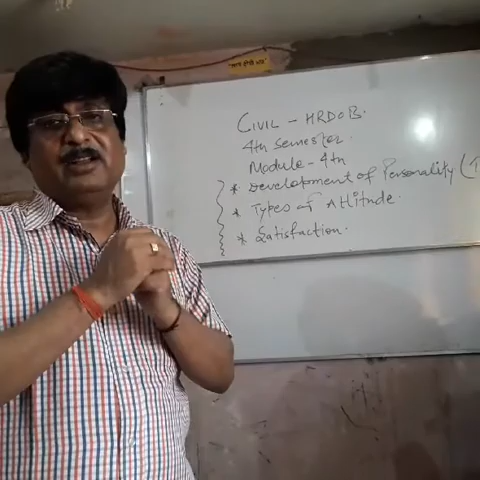 CIVIL - HRDOB.
4th semester.
Module - 4th
* Development of Personality (T
* Types of Attitude.
* Satisfaction.